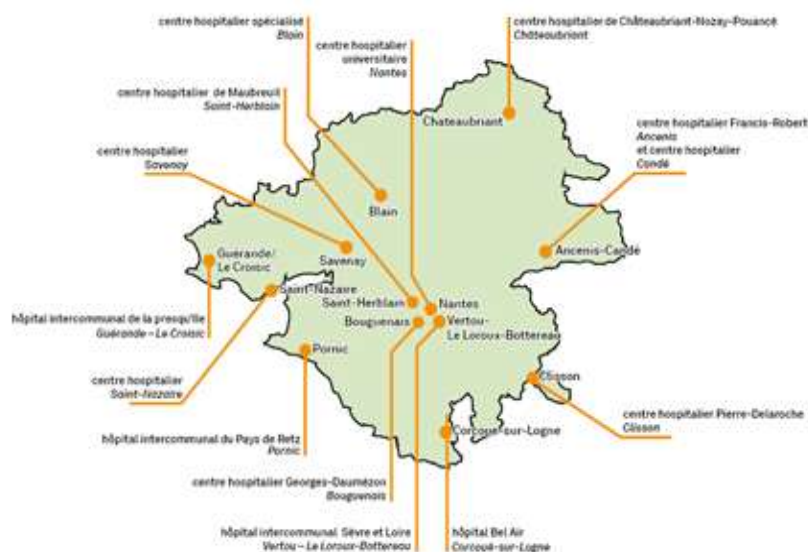 centre hospitalier spécialisé
Blain
centre hospitalier
universitaire
Nantes
centre hospitalier de Châteaubriant-Nozay-Pouancé
Châteaubriant
centre hospitalier de Maubreuil
Saint-Herblain
centre hospitalier Francis-Robert
Ancenis
et centre hospitalier
Candé
centre hospitalier
Savenay
Chateaubriant
Blain
Ancenis-Candé
Guérande/
Le Croisic
Savenay
Saint-Nazaire
Saint-Herblain
Nantes
Bouguenais
Vertou-
Le Loroux-Bottereau
hôpital intercommunal de la presqu'île
Guérande – Le Croisic
Pornic
Clisson
centre hospitalier
Saint-Nazaire
centre hospitalier Pierre-Delaroche
Clisson
Corcoué-sur-Logne
hôpital intercommunal du Pays de Retz
Pornic
centre hospitalier Georges-Daumézon
Bouguenais
hôpital intercommunal Sèvre et Loire
Vertou – Le Loroux-Bottereau
hôpital Bel Air
Corcoué-sur-Logne